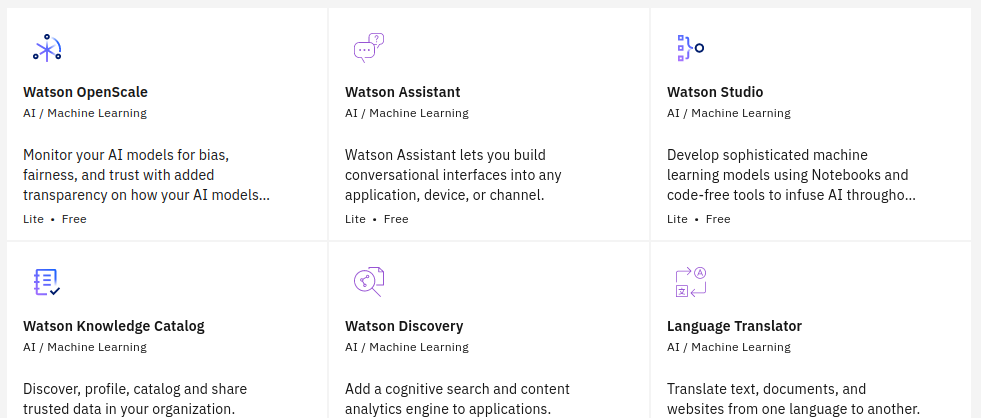 Watson OpenScale
AI / Machine Learning
Monitor your AI models for bias,
fairness, and trust with added
transparency on how your AI models...
Lite • Free
Watson Assistant
AI / Machine Learning
Watson Assistant lets you build
conversational interfaces into any
application, device, or channel.
Lite • Free
Watson Studio
AI / Machine Learning
Develop sophisticated machine
learning models using Notebooks and
code-free tools to infuse AI througho...
Lite • Free
Watson Knowledge Catalog
AI / Machine Learning
Discover, profile, catalog and share
trusted data in your organization.
Watson Discovery
AI / Machine Learning
Add a cognitive search and content
analytics engine to applications.
A
文
Language Translator
AI / Machine Learning
Translate text, documents, and
websites from one language to another.